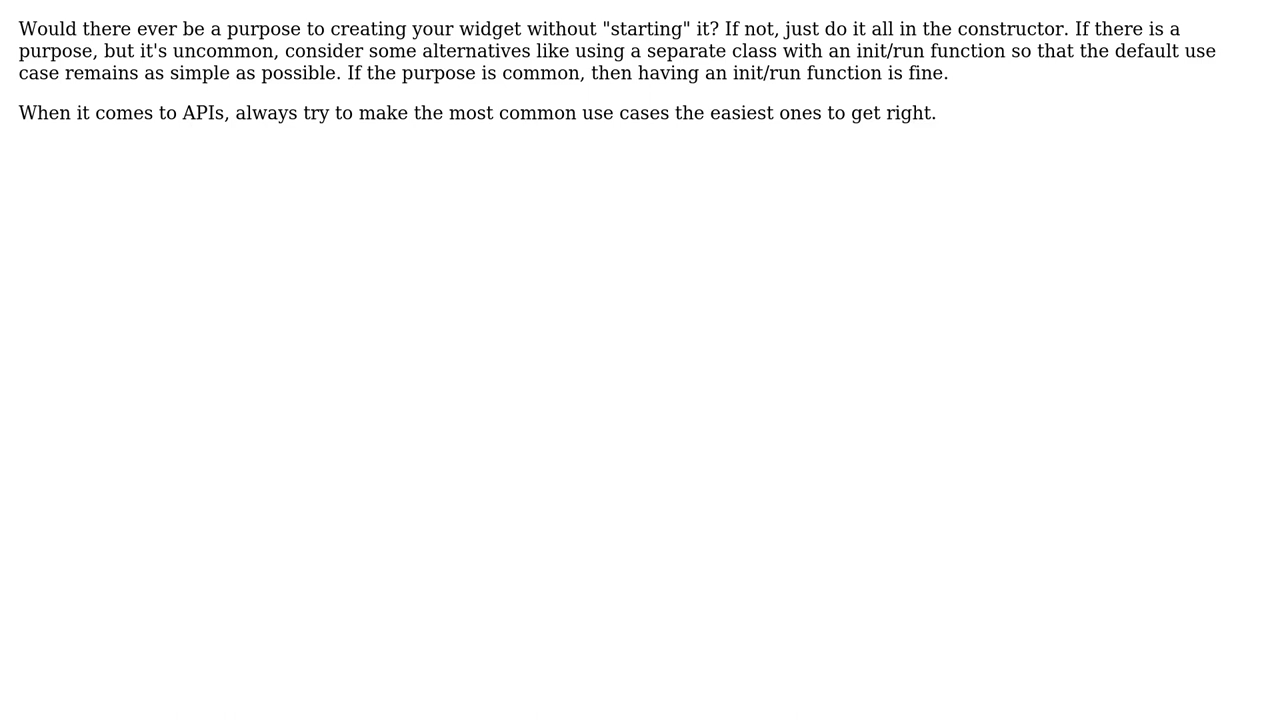 Would there ever be a purpose to creating your widget without "starting" it? If not, just do it all in the constructor. If there is a
purpose, but it's uncommon, consider some alternatives like using a separate class with an init/run function so that the default use
case remains as simple as possible. If the purpose is common, then having an init/run function is fine.
When it comes to APIs, always try to make the most common use cases the easiest ones to get right.